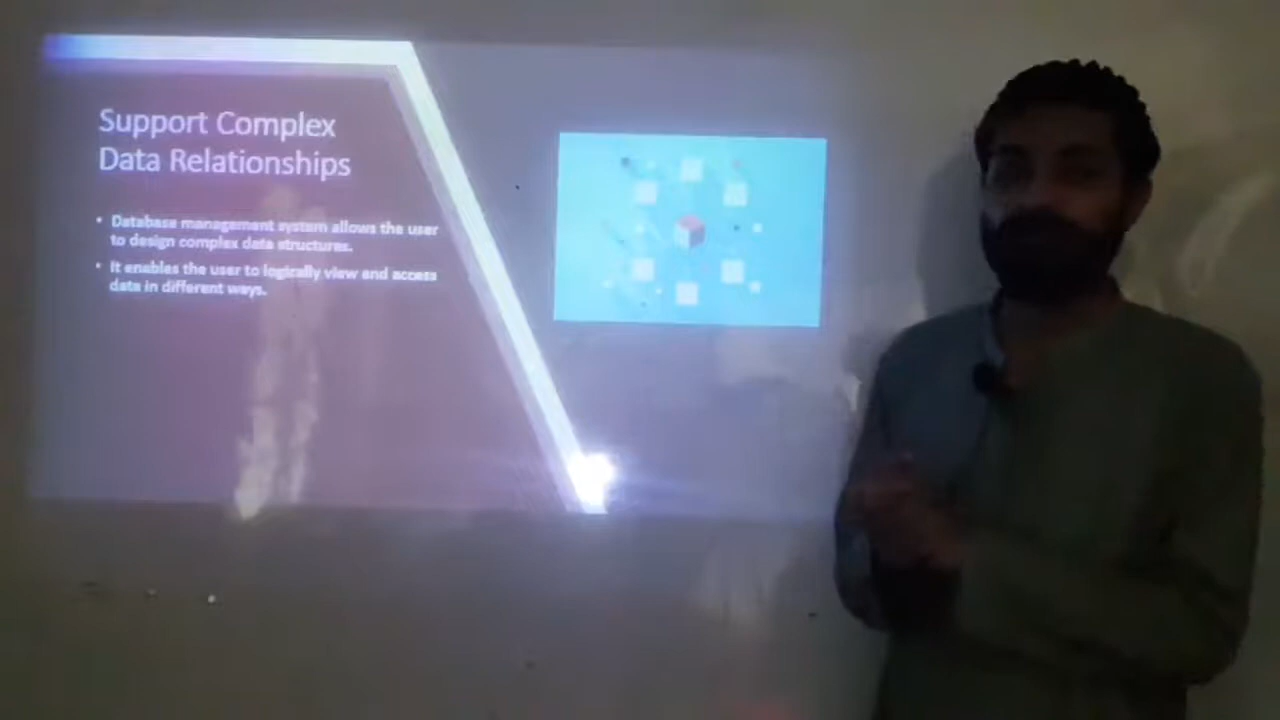 Support Complex
Data Relationships
• Database management system allows the user
to design complex data structures.
• It enables the user to logically view and access
data in different ways.